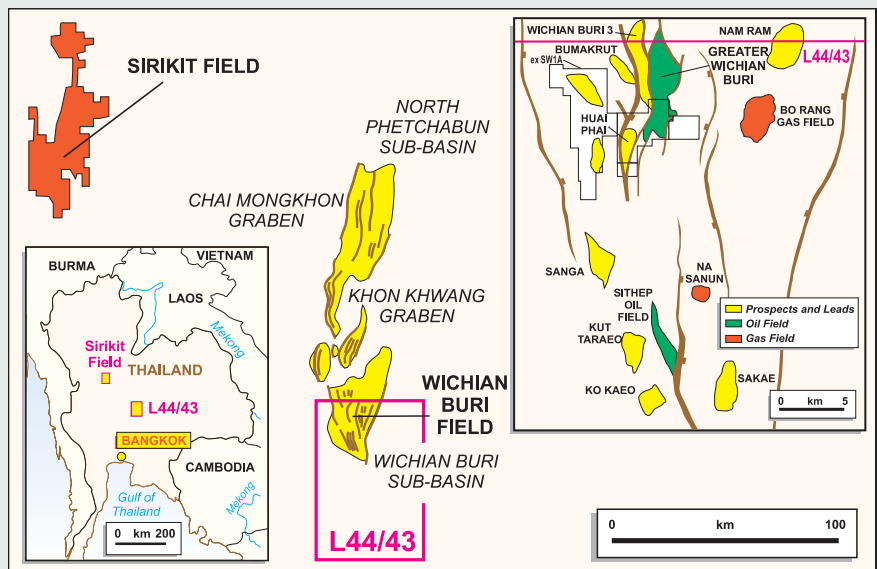 SIRIKIT FIELD
NORTH
PHETCHABUN
SUB-BASIN
CHAI MONGKHON
GRABEN
KHON KHWANG
GRABEN
WICHIAN
BURI
FIELD
WICHIAN BURI
SUB-BASIN
L44/43
0 km 100
BURMA
VIETNAM
LAOS
Mekong
Sirikit
Field
THAILAND
L44/43
BANGKOK
CAMBODIA
Gulf of
Thailand
Mekong
0 km 200
WICHIAN BURI 3
NAM RAM
BUMAKRUT
ex SW1A
GREATER
WICHIAN
BURI
L44/43
HUAI
PHAI
BO RANG
GAS FIELD
SANGA
NA
SANUN
SITHEP
OIL
FIELD
KUT
TARAEO
KO KAEO
SAKAE
Prospects and Leads
Oil Field
Gas Field
0 km 5